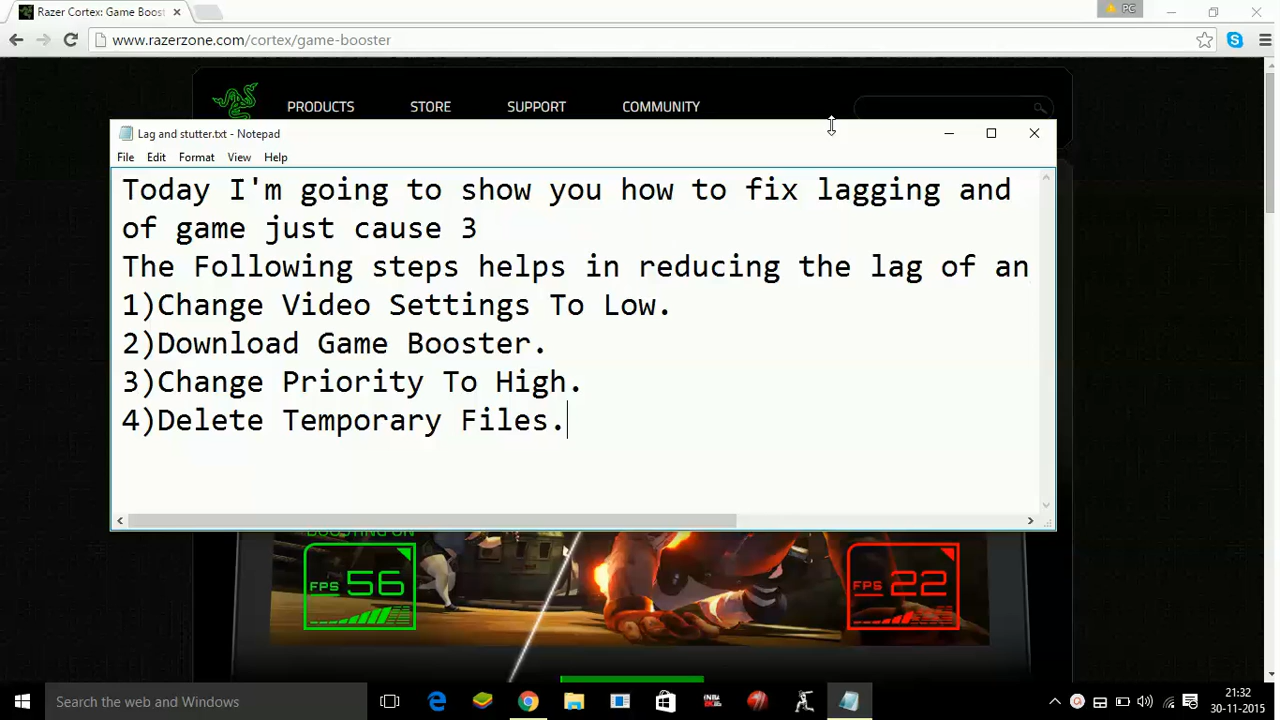 Razer Cortex: Game Boost
PC
www.razerzone.com/cortex/game-booster
PRODUCTS STORE SUPPORT COMMUNITY
Lag and stutter.txt - Notepad
File Edit Format View Help
Today I'm going to show you how to fix lagging and
of game just cause 3
The Following steps helps in reducing the lag of an
1)Change Video Settings To Low.
2)Download Game Booster.
3)Change Priority To High.
4)Delete Temporary Files.
BOOSTING ON
FPS 56
FPS 22
Search the web and Windows
21:32
30-11-2015